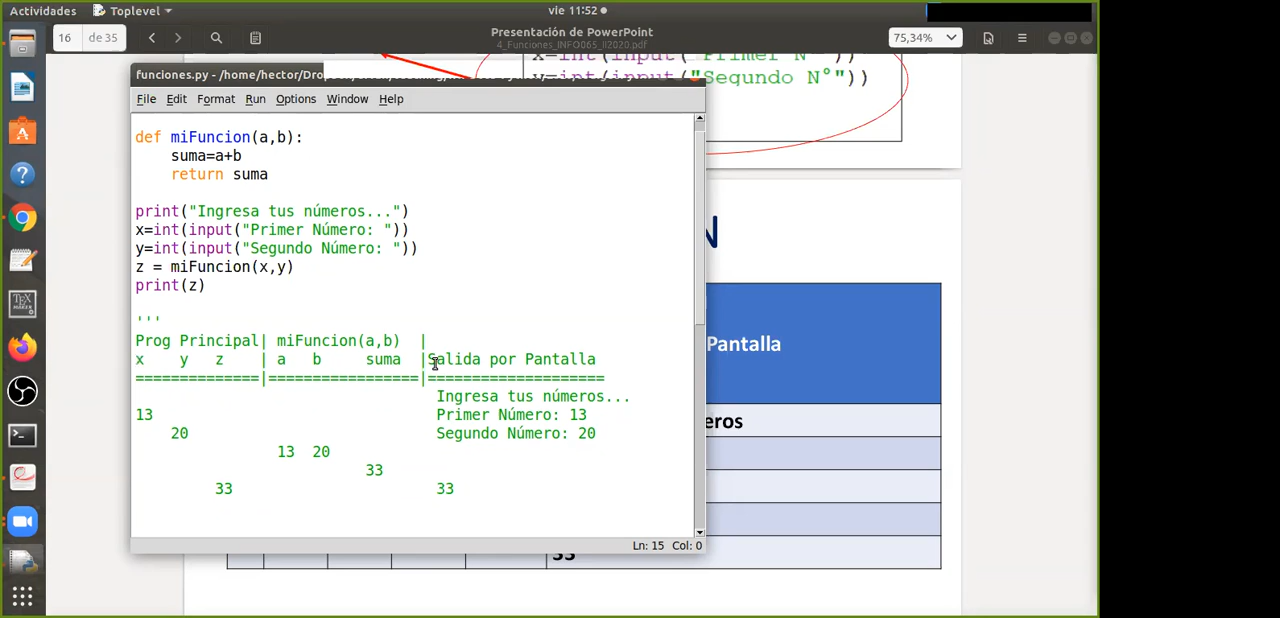 Actividades Toplevel vie 11:52
16 de 35 Presentación de PowerPoint 75,34%
4_Funciones_INFO065_II2020.pdf
x=int(input("Primer N°"))
"Segundo N°"))
funciones.py - /home/hector/
File Edit Format Run Options Window Help
def miFuncion(a,b):
suma=a+b
return suma
print("Ingresa tus números...")
x=int(input("Primer Número: "))
y=int(input("Segundo Número: "))
z = miFuncion(x,y)
print(z)
'''
Prog Principal| miFuncion(a,b) |
x y z | a b suma |Salida por Pantalla
==============|=================|====================
Ingresa tus números...
13 Primer Número: 13
20 Segundo Número: 20
13 20
33
33 33
Ln: 15 Col: 0
N
Pantalla
eros
33
TEX